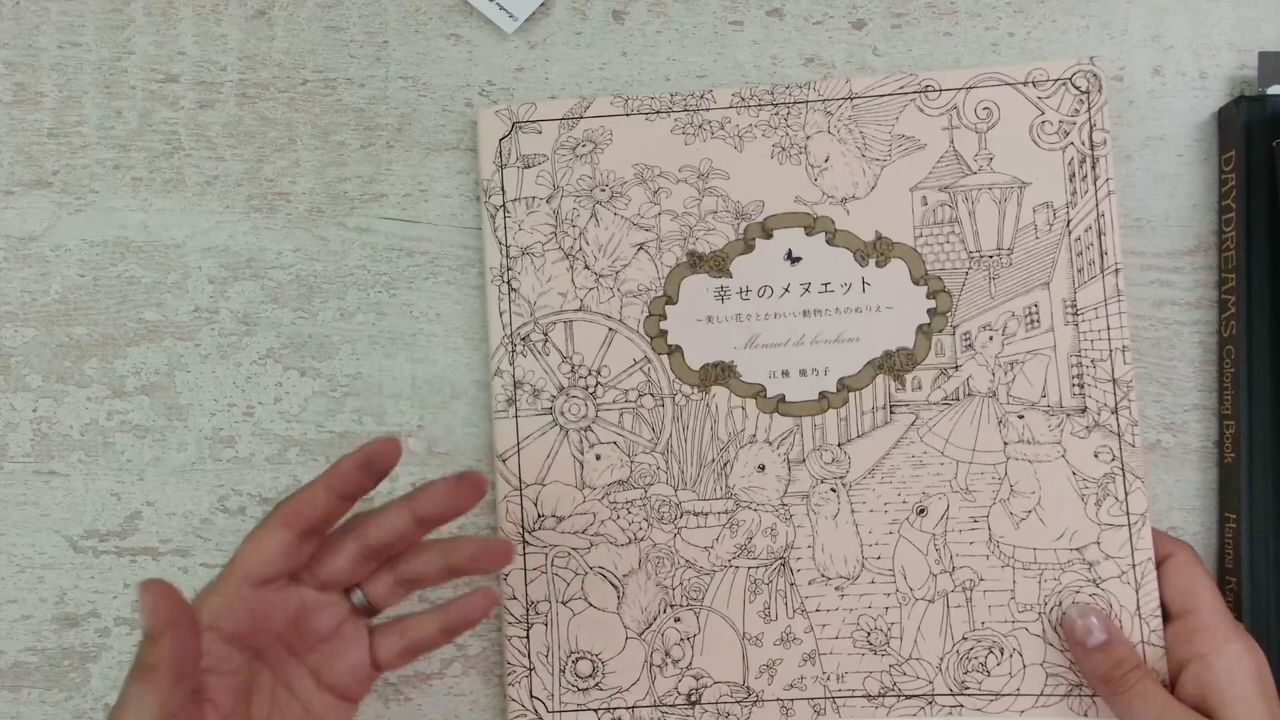 幸せのメヌエット
～美しい花々とかわいい動物たちのぬりえ～
Menuet de bonheur
江種 鹿乃子
ナツメ社
DAYDREAMS Coloring Book
Hanna